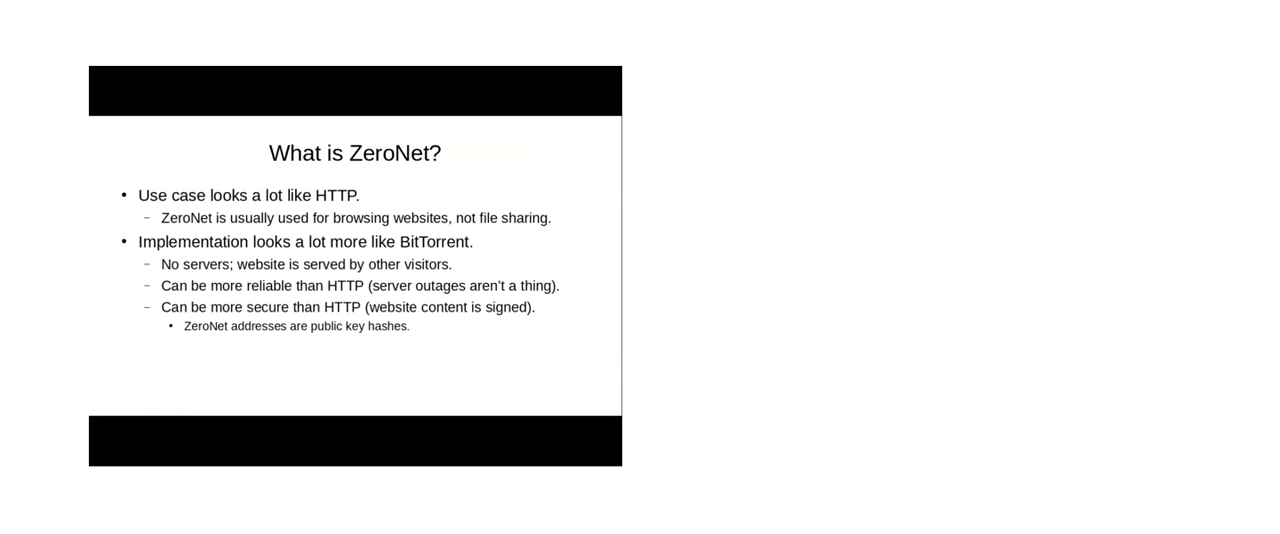 What is ZeroNet?
• Use case looks a lot like HTTP.
– ZeroNet is usually used for browsing websites, not file sharing.
• Implementation looks a lot more like BitTorrent.
– No servers; website is served by other visitors.
– Can be more reliable than HTTP (server outages aren't a thing).
– Can be more secure than HTTP (website content is signed).
• ZeroNet addresses are public key hashes.